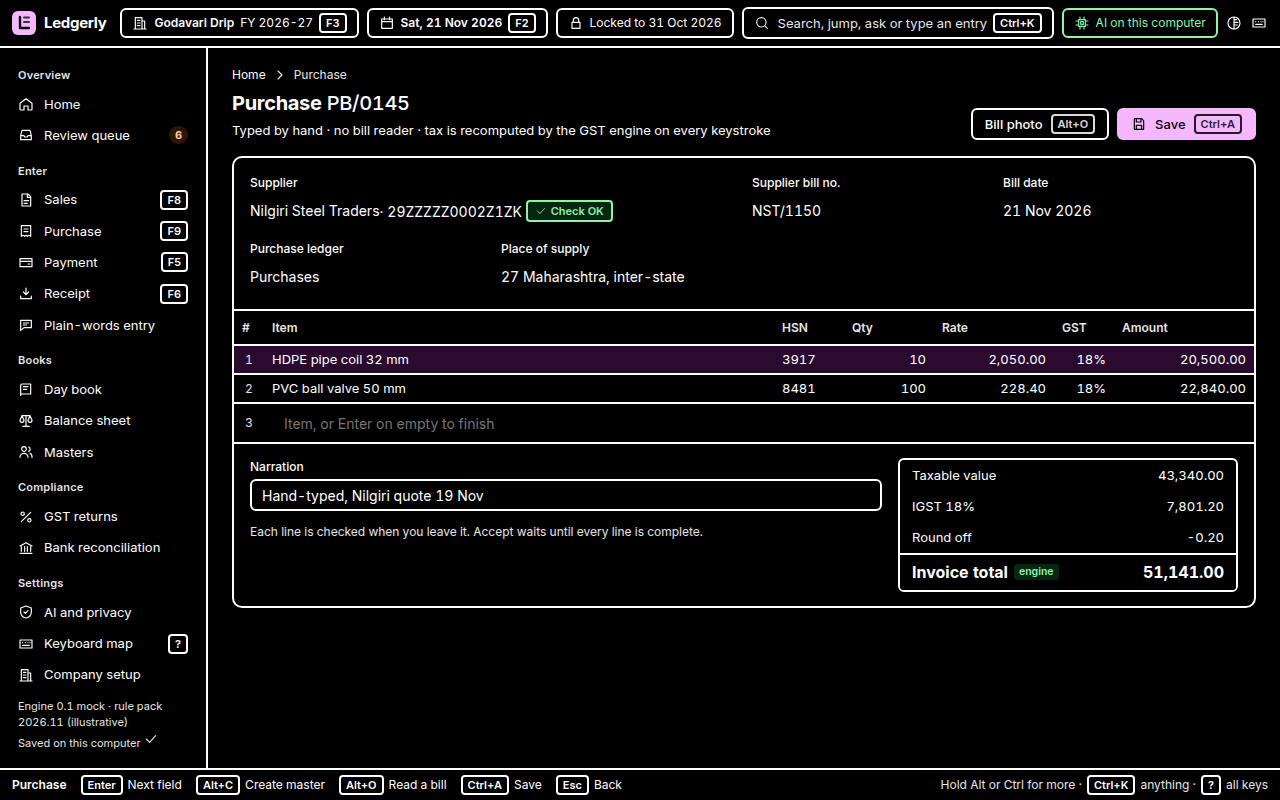 Ledgerly
Godavari Drip FY 2026-27 F3
Sat, 21 Nov 2026 F2
Locked to 31 Oct 2026
Search, jump, ask or type an entry Ctrl+K
AI on this computer
Overview
Home
Review queue 6
Enter
Sales F8
Purchase F9
Payment F5
Receipt F6
Plain-words entry
Books
Day book
Balance sheet
Masters
Compliance
GST returns
Bank reconciliation
Settings
AI and privacy
Keyboard map ?
Company setup
Engine 0.1 mock · rule pack
2026.11 (illustrative)
Saved on this computer
Home Purchase
Purchase PB/0145
Typed by hand · no bill reader · tax is recomputed by the GST engine on every keystroke
Bill photo Alt+O
Save Ctrl+A
Supplier Supplier bill no. Bill date
Nilgiri Steel Traders· 29ZZZZZ0002Z1ZK Check OK NST/1150 21 Nov 2026
Purchase ledger Place of supply
Purchases 27 Maharashtra, inter-state
# Item HSN Qty Rate GST Amount
1 HDPE pipe coil 32 mm 3917 10 2,050.00 18% 20,500.00
2 PVC ball valve 50 mm 8481 100 228.40 18% 22,840.00
3 Item, or Enter on empty to finish
Narration
Hand-typed, Nilgiri quote 19 Nov
Each line is checked when you leave it. Accept waits until every line is complete.
Taxable value 43,340.00
IGST 18% 7,801.20
Round off -0.20
Invoice total engine 51,141.00
Purchase Enter Next field Alt+C Create master Alt+O Read a bill Ctrl+A Save Esc Back
Hold Alt or Ctrl for more · Ctrl+K anything · ? all keys